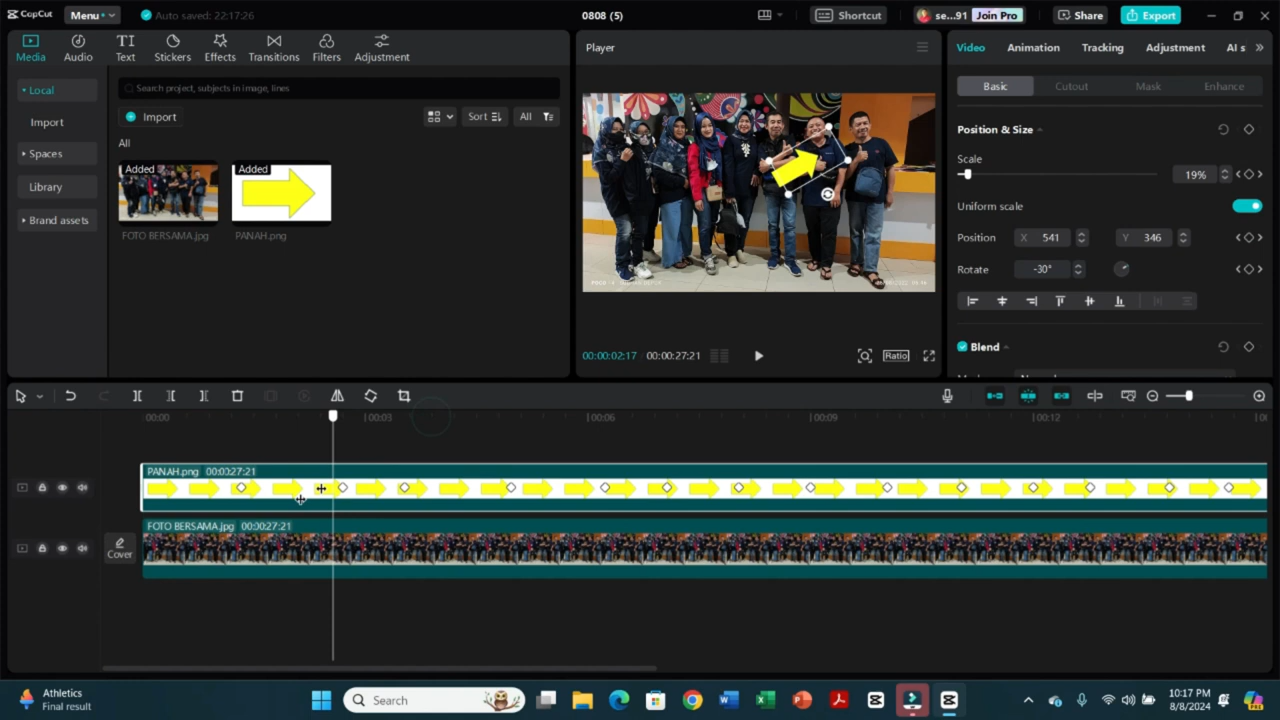 CapCut
Menu
Auto saved: 22:17:26
0808 (5)
Shortcut
se...91
Join Pro
Share
Export
Media
Audio
Text
Stickers
Effects
Transitions
Filters
Adjustment
Player
Video
Animation
Tracking
Adjustment
AI s
Local
Import
Spaces
Library
Brand assets
Search project, subjects in image, lines
Import
Sort
All
All
Added
Added
FOTO BERSAMA.jpg
PANAH.png
Basic
Cutout
Mask
Enhance
Position & Size
Scale
19%
Uniform scale
Position
X 541
Y 346
Rotate
-30°
Blend
00:00:02:17
00:00:27:21
Ratio
00:00
00:03
00:06
00:09
00:12
PANAH.png 00:00:27:21
Cover
FOTO BERSAMA.jpg 00:00:27:21
Athletics
Final result
Search
10:17 PM
8/8/2024